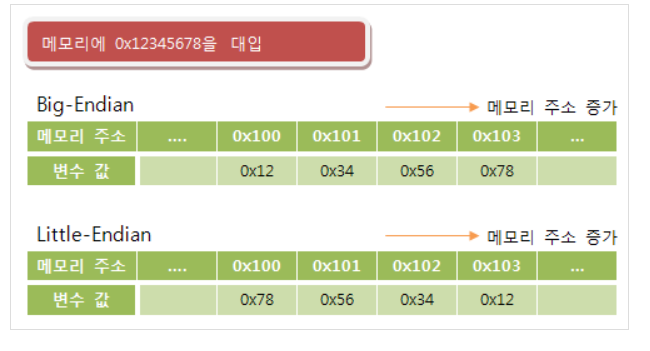 메모리에 0x12345678을 대입
Big-Endian
메모리 주소 증가
메모리 주소 .... 0x100 0x101 0x102 0x103 ...
변수 값 0x12 0x34 0x56 0x78
Little-Endian
메모리 주소 증가
메모리 주소 .... 0x100 0x101 0x102 0x103 ...
변수 값 0x78 0x56 0x34 0x12